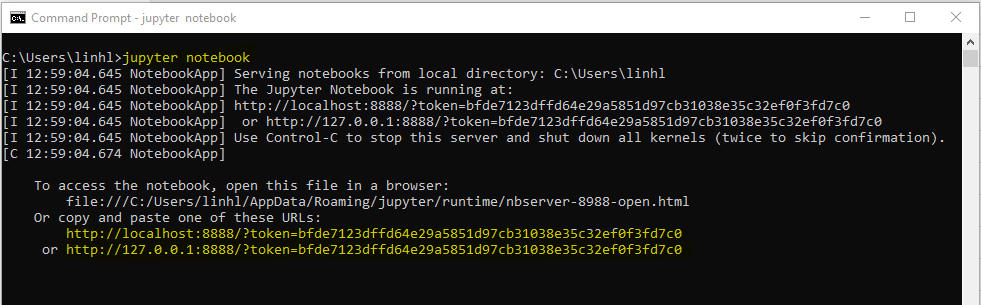 Command Prompt - jupyter notebook
C:\Users\linhl>jupyter notebook
[I 12:59:04.645 NotebookApp] Serving notebooks from local directory: C:\Users\linhl
[I 12:59:04.645 NotebookApp] The Jupyter Notebook is running at:
[I 12:59:04.645 NotebookApp] http://localhost:8888/?token=bfde7123dffd64e29a5851d97cb31038e35c32ef0f3fd7c0
[I 12:59:04.645 NotebookApp]  or http://127.0.0.1:8888/?token=bfde7123dffd64e29a5851d97cb31038e35c32ef0f3fd7c0
[I 12:59:04.645 NotebookApp] Use Control-C to stop this server and shut down all kernels (twice to skip confirmation).
[C 12:59:04.674 NotebookApp]
To access the notebook, open this file in a browser:
file:///C:/Users/linhl/AppData/Roaming/jupyter/runtime/nbserver-8988-open.html
Or copy and paste one of these URLs:
http://localhost:8888/?token=bfde7123dffd64e29a5851d97cb31038e35c32ef0f3fd7c0
or http://127.0.0.1:8888/?token=bfde7123dffd64e29a5851d97cb31038e35c32ef0f3fd7c0